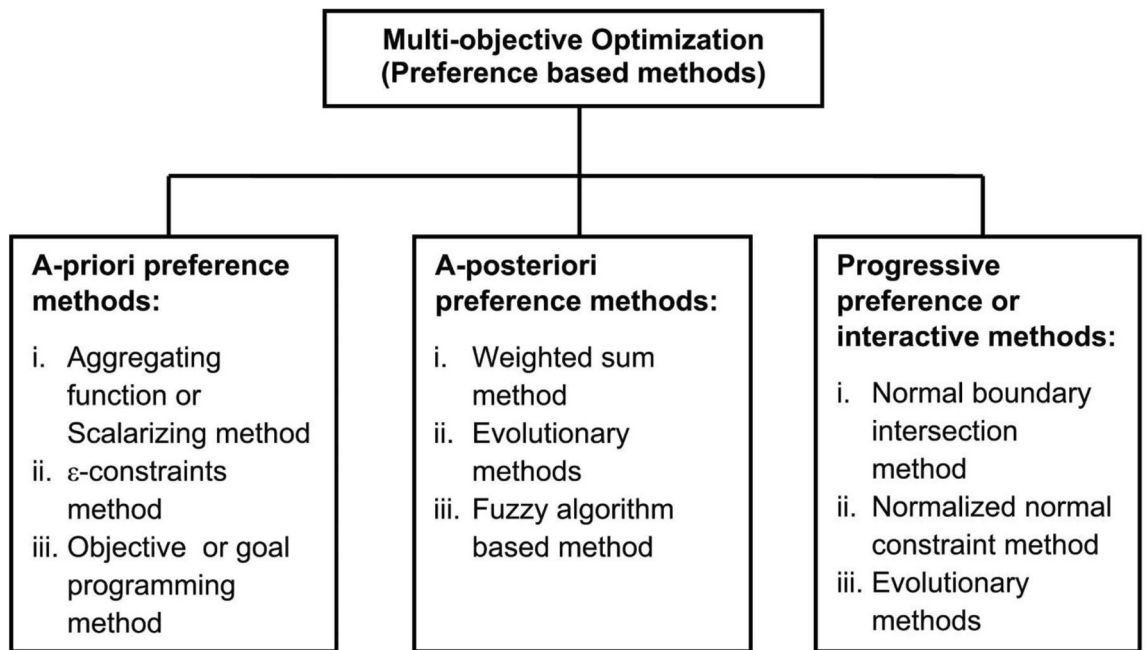 Multi-objective Optimization
(Preference based methods)
A-priori preference
methods:
i. Aggregating
function or
Scalarizing method
ii. ε-constraints
method
iii. Objective or goal
programming
method
A-posteriori
preference methods:
i. Weighted sum
method
ii. Evolutionary
methods
iii. Fuzzy algorithm
based method
Progressive
preference or
interactive methods:
i. Normal boundary
intersection
method
ii. Normalized normal
constraint method
iii. Evolutionary
methods